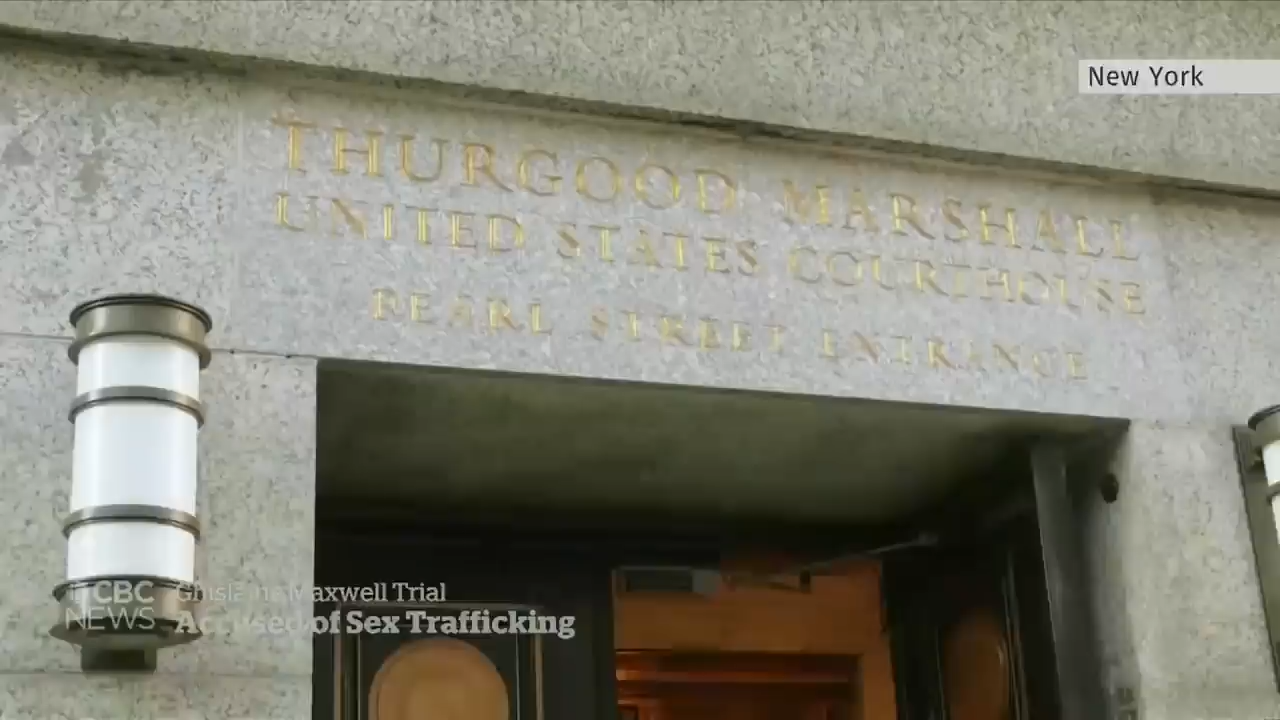 New York
THURGOOD MARSHALL
UNITED STATES COURTHOUSE
PEARL STREET ENTRANCE
CBC
NEWS
Ghislaine Maxwell Trial
Accused of Sex Trafficking